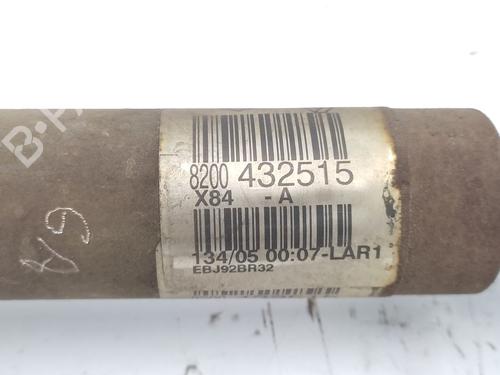 8200 432515
X84 - A
134/05 00:07-LAR1
EBJ92BR32